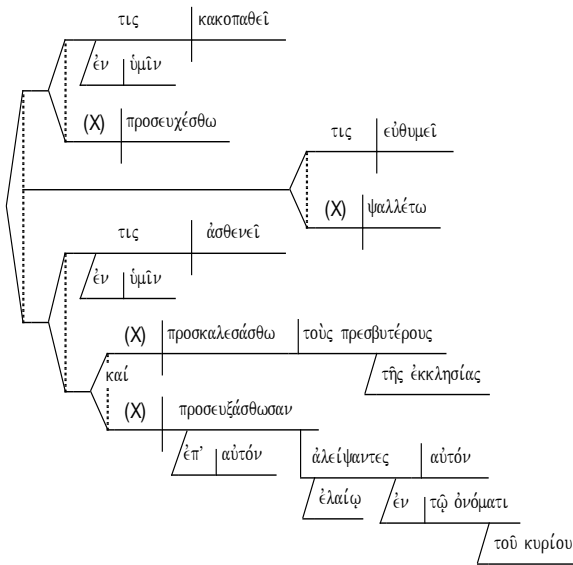 τις κακοπαθεῖ
ἐν ὑμῖν
(X) προσευχέσθω
τις εὐθυμεῖ
(X) ψαλλέτω
τις ἀσθενεῖ
ἐν ὑμῖν
(X) προσκαλεσάσθω τοὺς πρεσβυτέρους
καί
τῆς ἐκκλησίας
(X) προσευξάσθωσαν
ἐπ' αὐτόν
ἀλείψαντες αὐτόν
ἐλαίῳ
ἐν τῷ ὀνόματι
τοῦ κυρίου